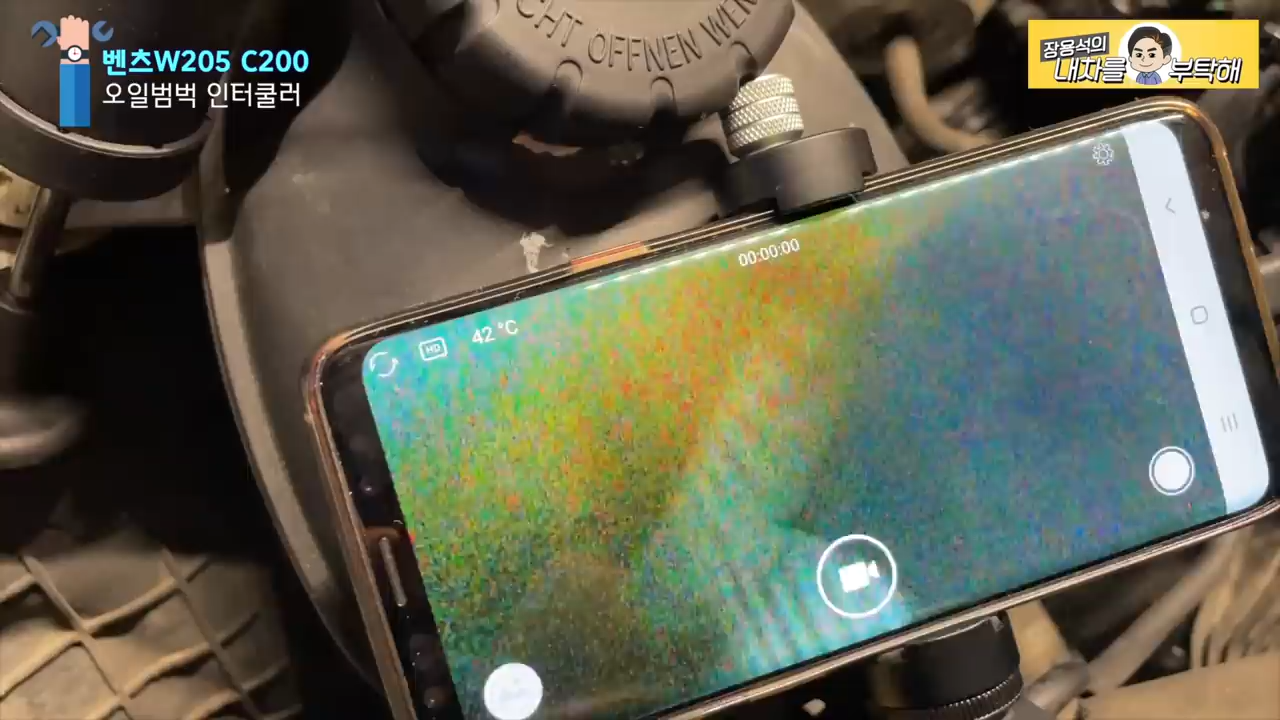 벤츠W205 C200
오일범벅 인터쿨러
장용석의
내차를 부탁해
CHT OFFNEN WEN
00:00:00
HD
42 °C